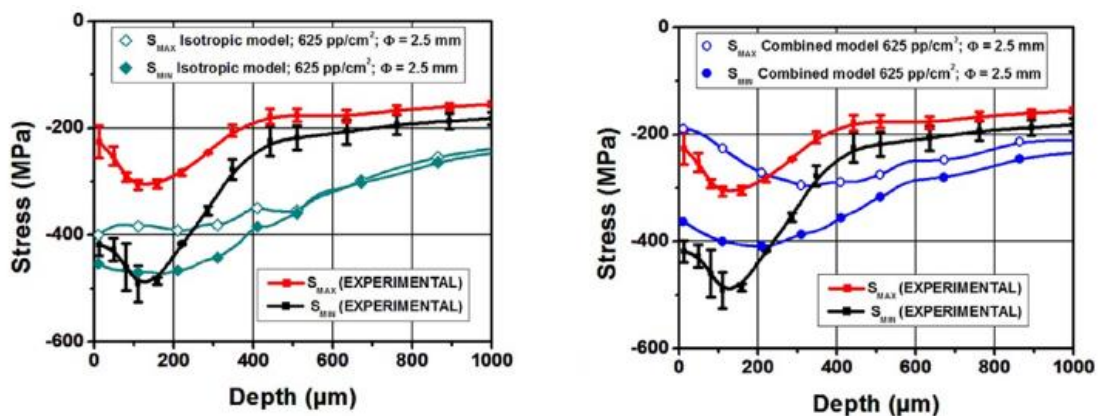 0
-200
-400
-600
Stress (MPa)
S_MAX Isotropic model; 625 pp/cm²; Φ = 2.5 mm
S_MIN Isotropic model; 625 pp/cm²; Φ = 2.5 mm
S_MAX (EXPERIMENTAL)
S_MIN (EXPERIMENTAL)
0 200 400 600 800 1000
Depth (µm)
0
-200
-400
-600
Stress (MPa)
S_MAX Combined model 625 pp/cm²; Φ = 2.5 mm
S_MIN Combined model 625 pp/cm²; Φ = 2.5 mm
S_MAX (EXPERIMENTAL)
S_MIN (EXPERIMENTAL)
0 200 400 600 800 1000
Depth (µm)